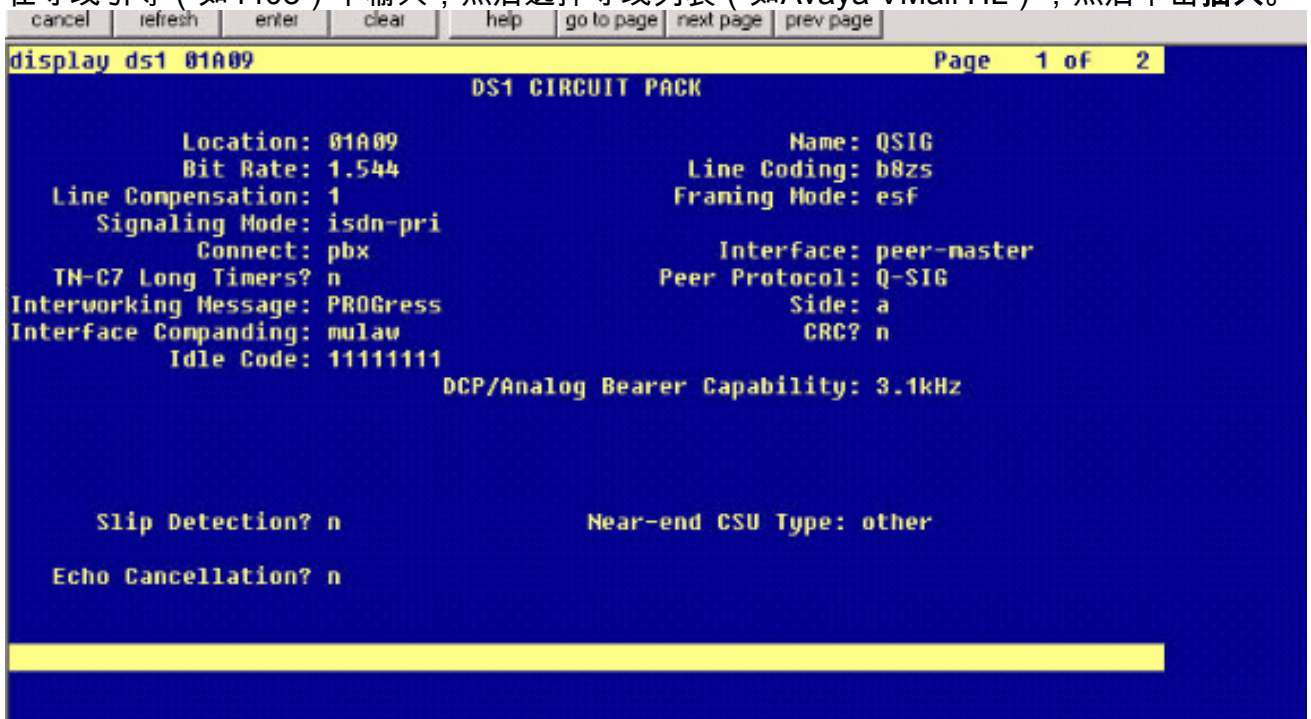 Avaya VMail
cancel refresh enter clear help go to page next page prev page
display ds1 01A09 Page 1 of 2
DS1 CIRCUIT PACK
Location: 01A09 Name: QSIG
Bit Rate: 1.544 Line Coding: b8zs
Line Compensation: 1 Framing Mode: esf
Signaling Mode: isdn-pri
Connect: pbx Interface: peer-master
TN-C7 Long Timers? n Peer Protocol: Q-SIG
Interworking Message: PROGress Side: a
Interface Companding: mulaw CRC? n
Idle Code: 11111111
DCP/Analog Bearer Capability: 3.1kHz
Slip Detection? n Near-end CSU Type: other
Echo Cancellation? n